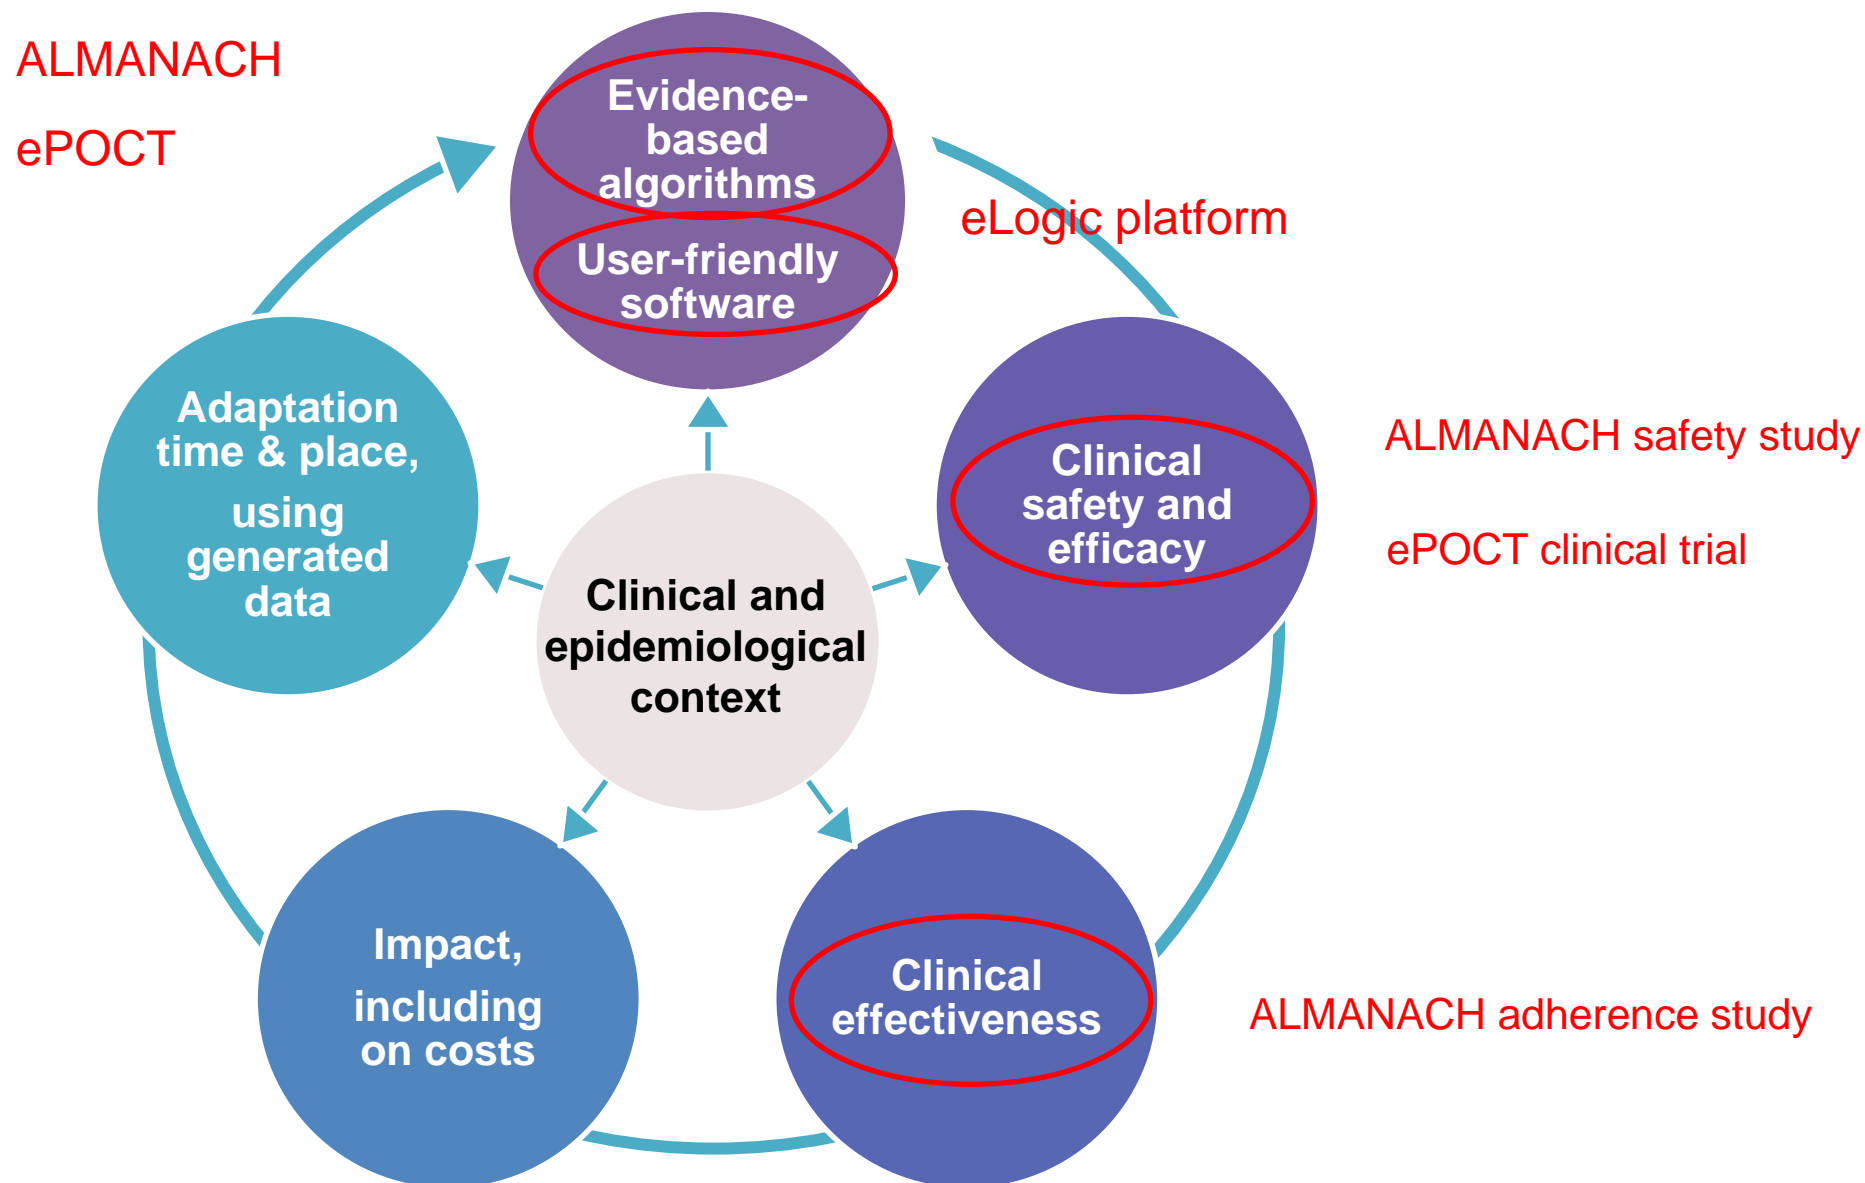 ALMANACH
ePOCT
Evidence-
based
algorithms
User-friendly
software
eLogic platform
Adaptation
time & place,
using
generated
data
Clinical
safety and
efficacy
ALMANACH safety study
ePOCT clinical trial
Clinical and
epidemiological
context
Impact,
including
on costs
Clinical
effectiveness
ALMANACH adherence study